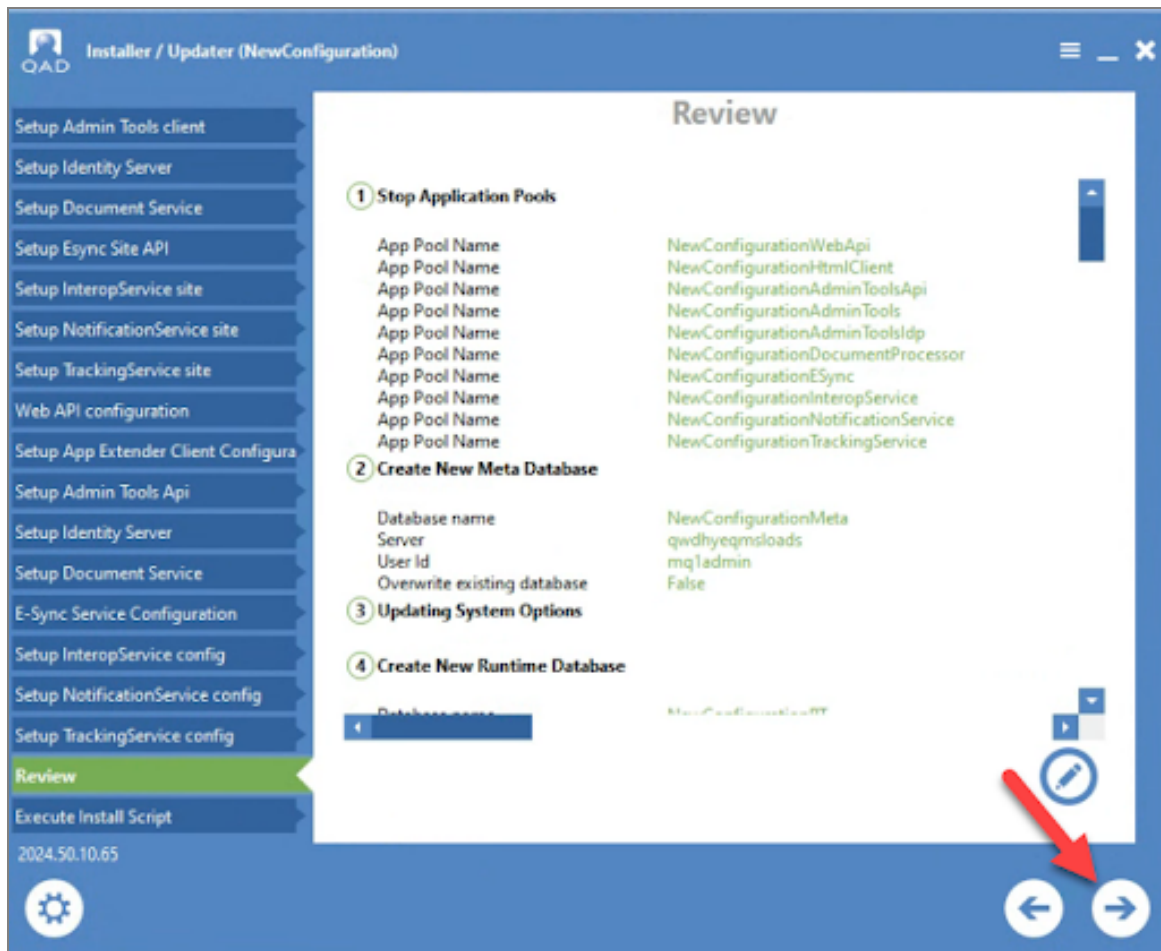 QAD
Installer / Updater (NewConfiguration)
Setup Admin Tools client
Setup Identity Server
Setup Document Service
Setup Esync Site API
Setup InteropService site
Setup NotificationService site
Setup TrackingService site
Web API configuration
Setup App Extender Client Configura
Setup Admin Tools Api
Setup Identity Server
Setup Document Service
E-Sync Service Configuration
Setup InteropService config
Setup NotificationService config
Setup TrackingService config
Review
Execute Install Script
2024.50.10.65
Review
1 Stop Application Pools
App Pool Name NewConfigurationWebApi
App Pool Name NewConfigurationHtmlClient
App Pool Name NewConfigurationAdminToolsApi
App Pool Name NewConfigurationAdminTools
App Pool Name NewConfigurationAdminToolsIdp
App Pool Name NewConfigurationDocumentProcessor
App Pool Name NewConfigurationESync
App Pool Name NewConfigurationInteropService
App Pool Name NewConfigurationNotificationService
App Pool Name NewConfigurationTrackingService
2 Create New Meta Database
Database name NewConfigurationMeta
Server qwdhyeqmsloads
User Id mq1admin
Overwrite existing database False
3 Updating System Options
4 Create New Runtime Database
Database name NewConfigurationRT